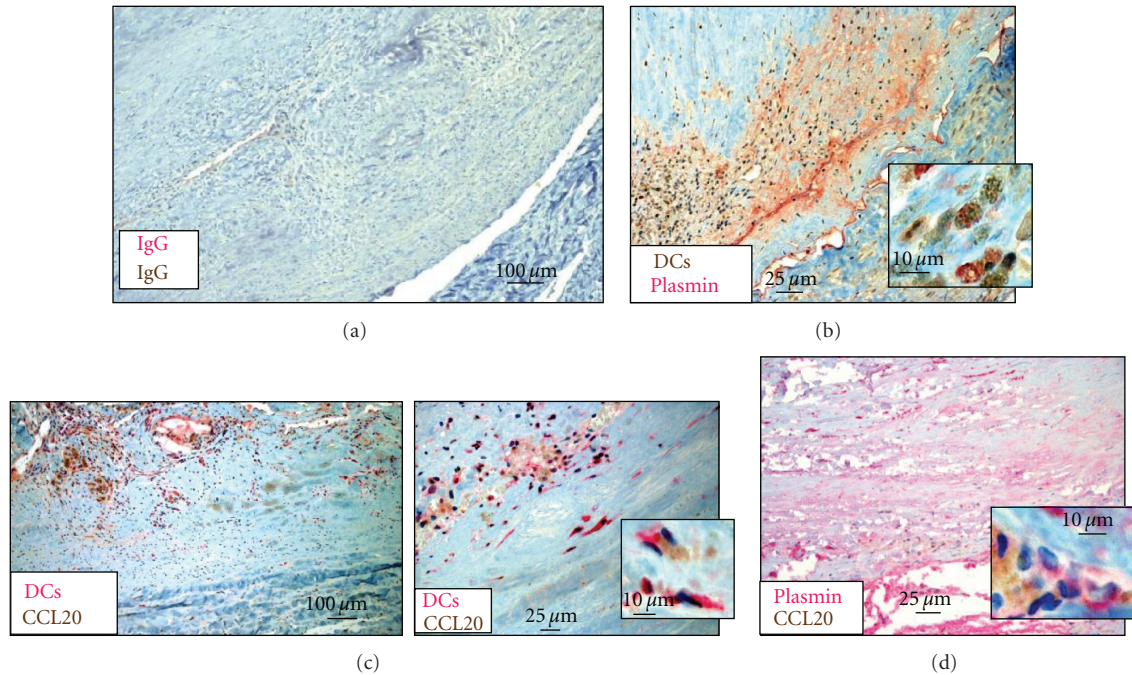 IgG
IgG
100 µm
(a)
DCs
Plasmin
25 µm
10 µm
(b)
DCs
CCL20
100 µm
DCs
CCL20
25 µm
10 µm
(c)
Plasmin
CCL20
25 µm
10 µm
(d)